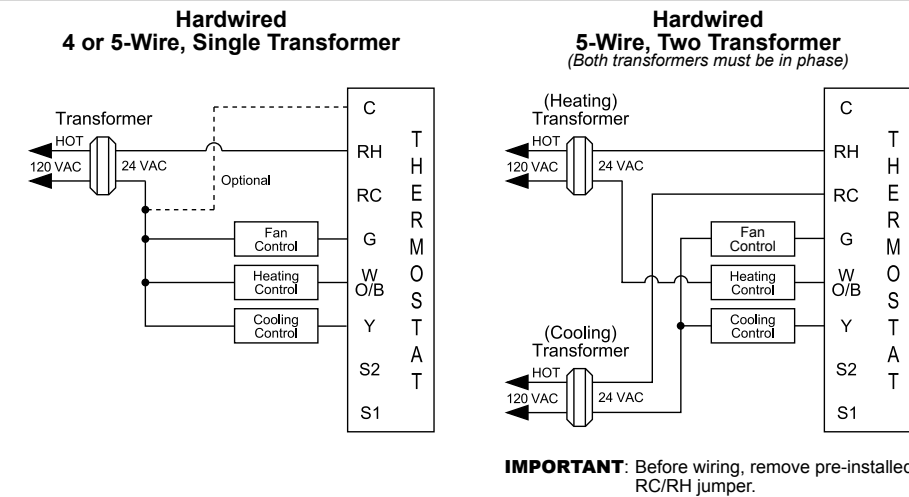 Hardwired
4 or 5-Wire, Single Transformer
Transformer
HOT
120 VAC
24 VAC
Optional
Fan
Control
Heating
Control
Cooling
Control
C
RH
RC
G
W
O/B
Y
S2
S1
THERMOSTAT
Hardwired
5-Wire, Two Transformer
(Both transformers must be in phase)
(Heating)
Transformer
HOT
120 VAC
24 VAC
Fan
Control
Heating
Control
Cooling
Control
(Cooling)
Transformer
HOT
120 VAC
24 VAC
C
RH
RC
G
W
O/B
Y
S2
S1
THERMOSTAT
IMPORTANT: Before wiring, remove pre-installed
RC/RH jumper.